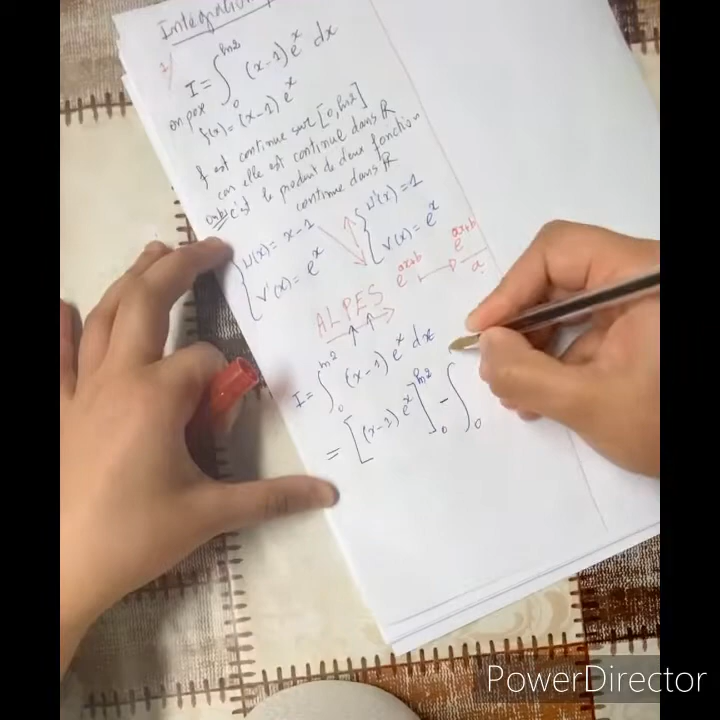 Intégration
1)
I = ∫₀^ln2 (x-1) e^x dx
on pose
f(x) = (x-1) e^x
f est continue sur [0, ln2]
car elle est continue dans ℝ
c'est le produit de deux fonction
continue dans ℝ
{ U(x) = x-1 { U'(x) = 1
V'(x) = e^x V(x) = e^x
ALPES e^ax+b → e^ax+b / a
I = ∫₀^ln2 (x-1) e^x dx
= [(x-1) e^x]₀^ln2 - ∫₀
PowerDirector